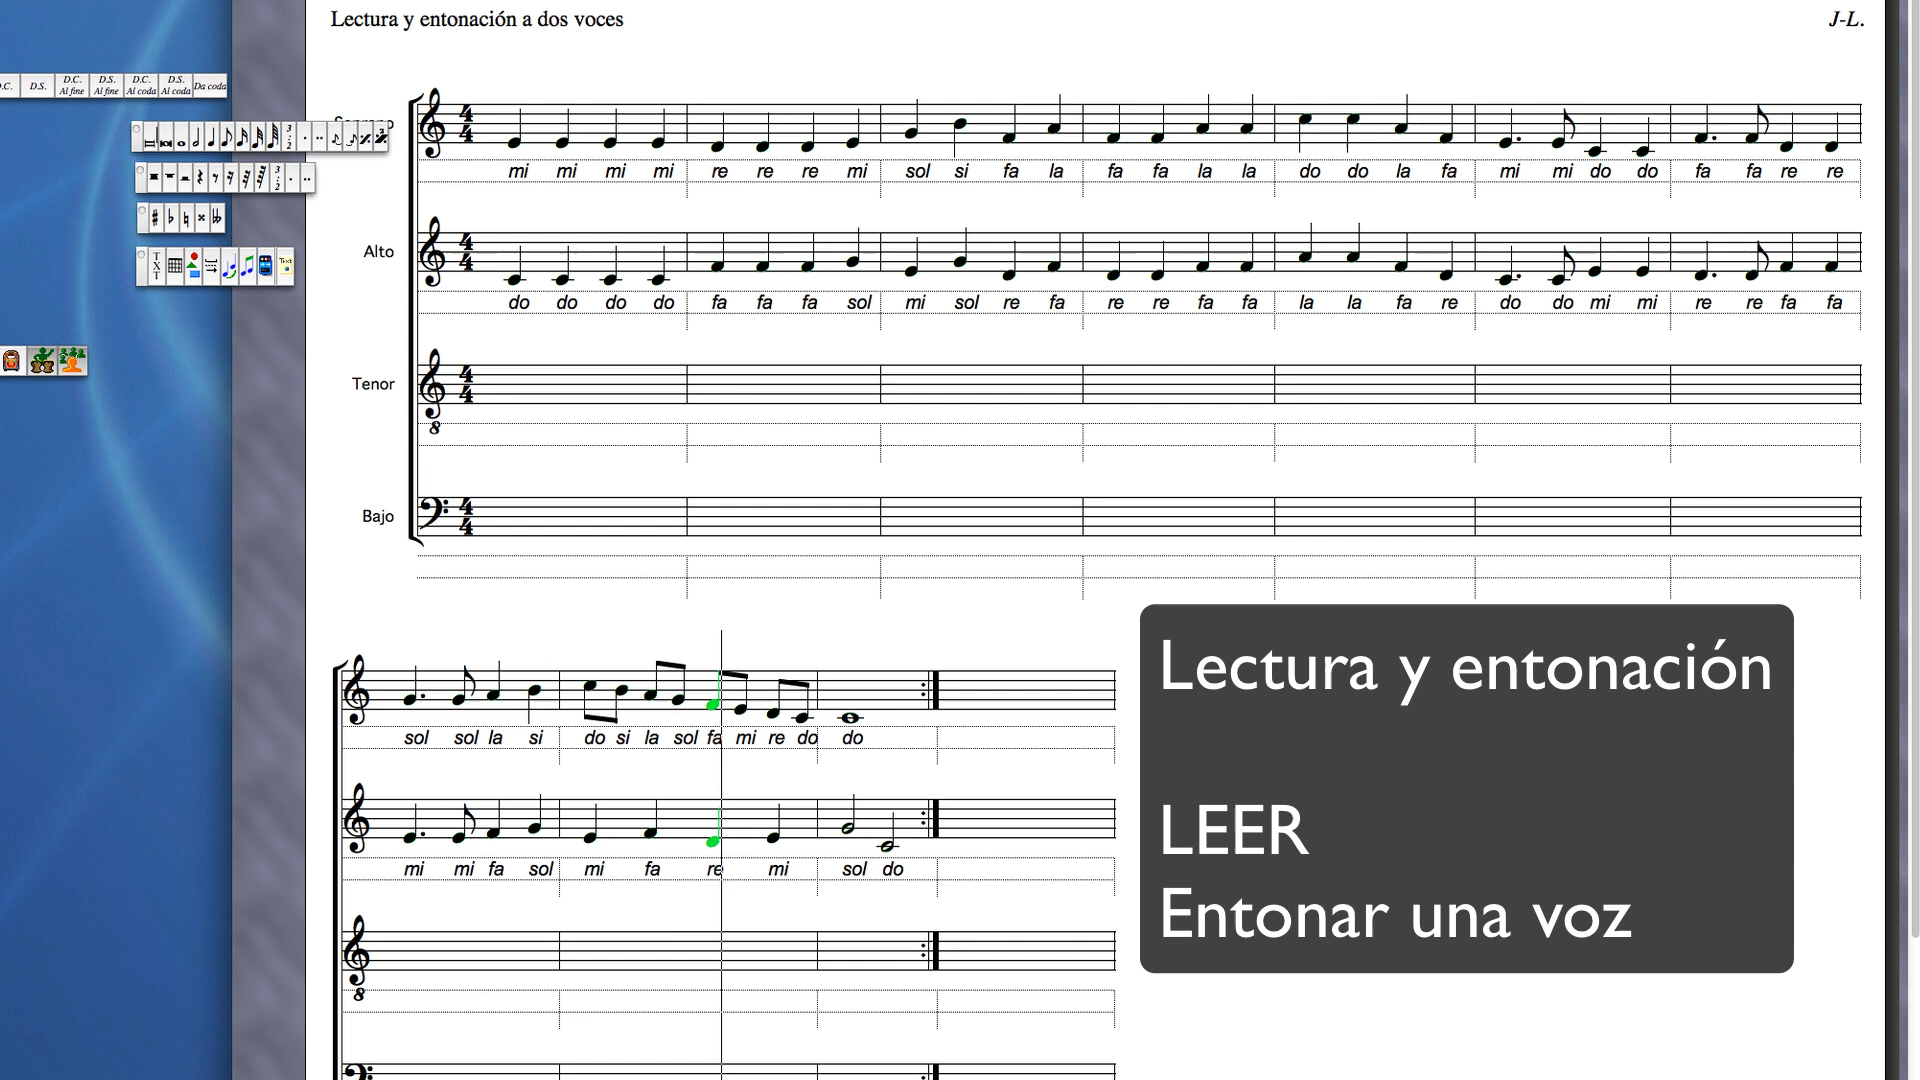 Lectura y entonación a dos voces
J-L.
D.S.
D.C. Al fine
D.S. Al fine
D.C. Al coda
D.S. Al coda
Da coda
mi mi mi mi re re re mi sol si fa la fa fa la la do do la fa mi mi do do fa fa re re
TXT
Text
Alto
do do do do fa fa fa sol mi sol re fa re re fa fa la la fa re do do mi mi re re fa fa
Tenor
8
Bajo
sol sol la si do si la sol fa mi re do do
mi mi fa sol mi fa re mi sol do
8
Lectura y entonación
LEER
Entonar una voz